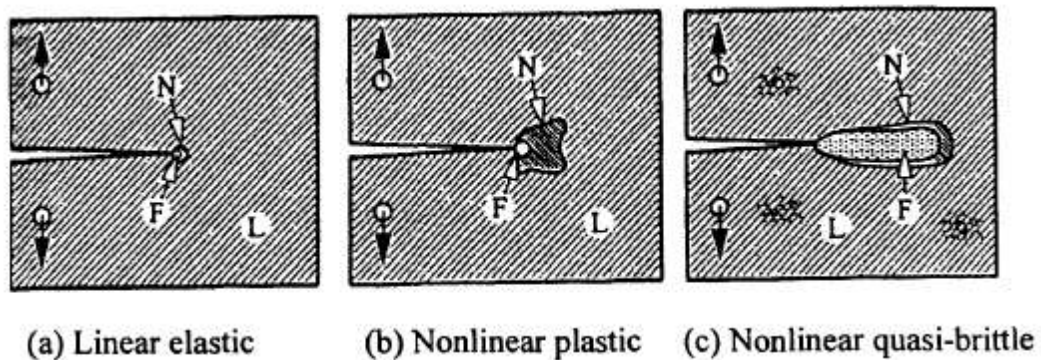 N
F
L
N
F
L
N
F
L
(a) Linear elastic
(b) Nonlinear plastic
(c) Nonlinear quasi-brittle